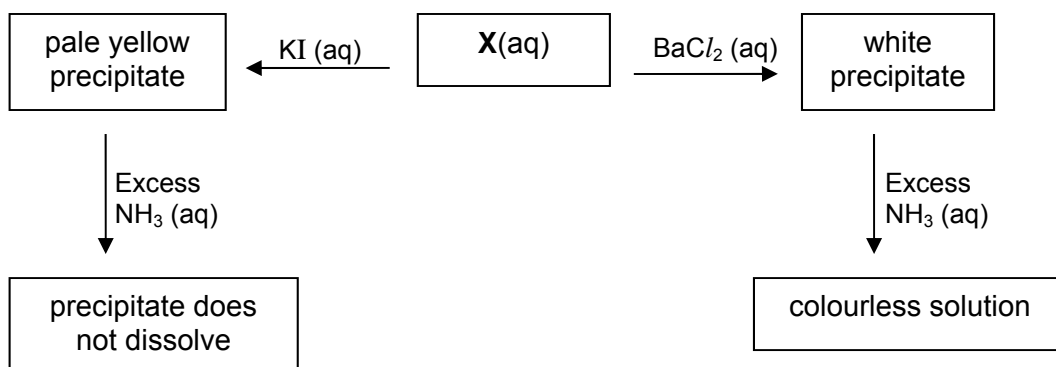 pale yellow
precipitate
KI (aq)
X(aq)
BaCl₂ (aq)
white
precipitate
Excess
NH₃ (aq)
Excess
NH₃ (aq)
precipitate does
not dissolve
colourless solution